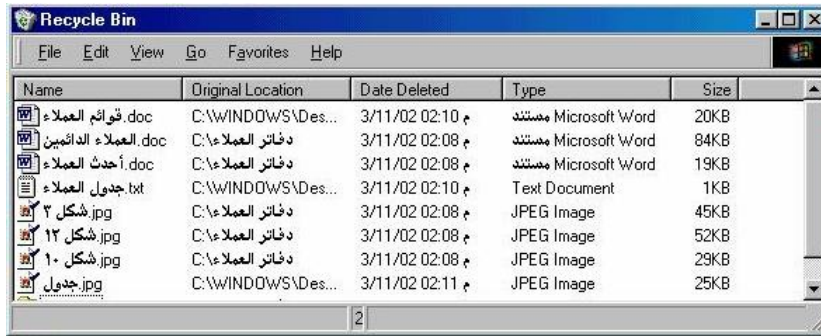 Recycle Bin
File Edit View Go Favorites Help
Name Original Location Date Deleted Type Size
قوائم العملاء.doc C:\WINDOWS\Des... 3/11/02 02:10 م مستند Microsoft Word 20KB
العملاء الدائمين.doc C:\دفاتر العملاء 3/11/02 02:08 م مستند Microsoft Word 84KB
أحدث العملاء.doc C:\دفاتر العملاء 3/11/02 02:08 م مستند Microsoft Word 19KB
جدول العملاء.txt C:\WINDOWS\Des... 3/11/02 02:10 م Text Document 1KB
شكل ٣.jpg C:\دفاتر العملاء 3/11/02 02:08 م JPEG Image 45KB
شكل ١٢.jpg C:\دفاتر العملاء 3/11/02 02:08 م JPEG Image 52KB
شكل ١٠.jpg C:\دفاتر العملاء 3/11/02 02:08 م JPEG Image 29KB
جدول.jpg C:\WINDOWS\Des... 3/11/02 02:11 م JPEG Image 25KB
2